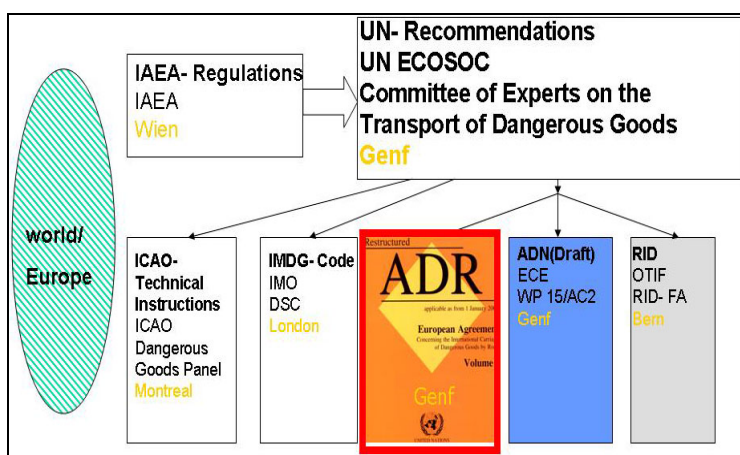 UN- Recommendations
UN ECOSOC
Committee of Experts on the
Transport of Dangerous Goods
Genf
IAEA- Regulations
IAEA
Wien
world/
Europe
ICAO-
Technical
Instructions
ICAO
Dangerous
Goods Panel
Montreal
IMDG- Code
IMO
DSC
London
Restructured
ADR
applicable as from 1 January
European Agreemen
Concerning the International Carria
of Dangerous Goods by Ro
Volume
Genf
UNITED NATIONS
ADN(Draft)
ECE
WP 15/AC2
Genf
RID
OTIF
RID- FA
Bern